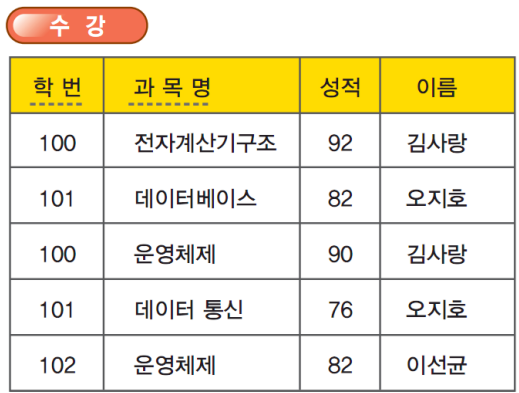 수 강
학 번 과 목 명 성적 이름
100 전자계산기구조 92 김사랑
101 데이터베이스 82 오지호
100 운영체제 90 김사랑
101 데이터 통신 76 오지호
102 운영체제 82 이선균